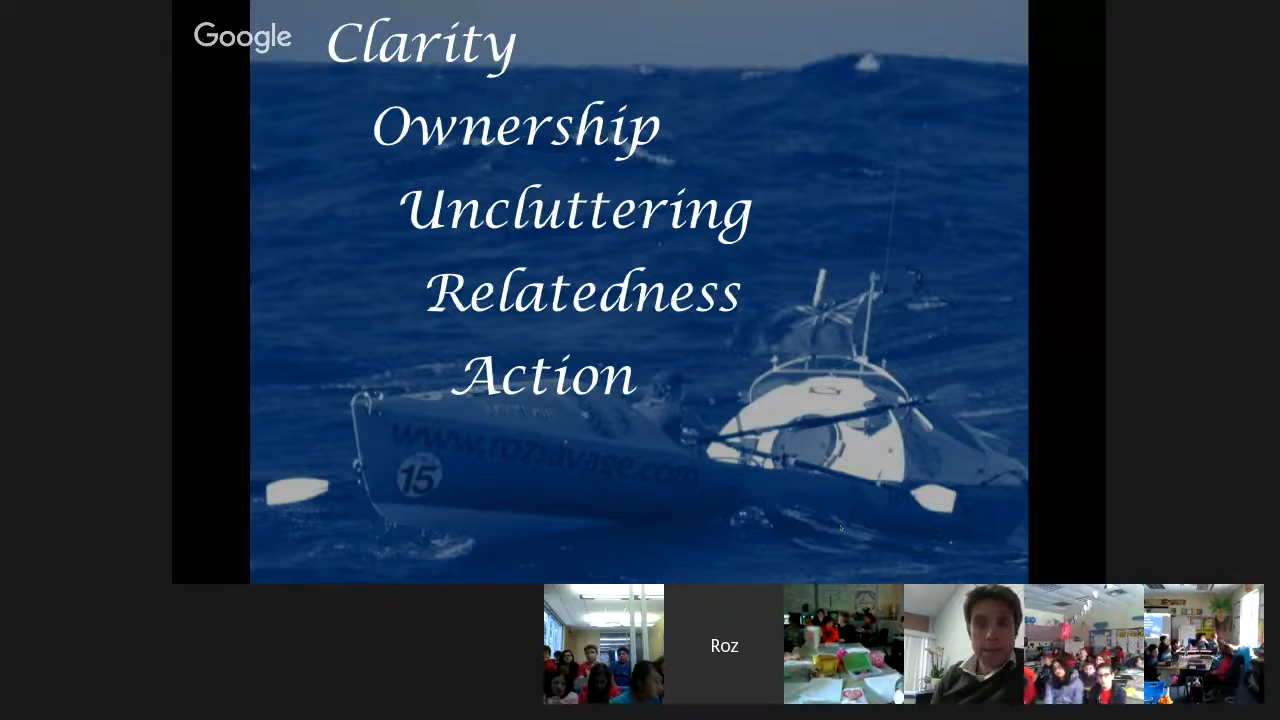 Google
Clarity
Ownership
Uncluttering
Relatedness
Action
www.rozsavage.com
15
Roz